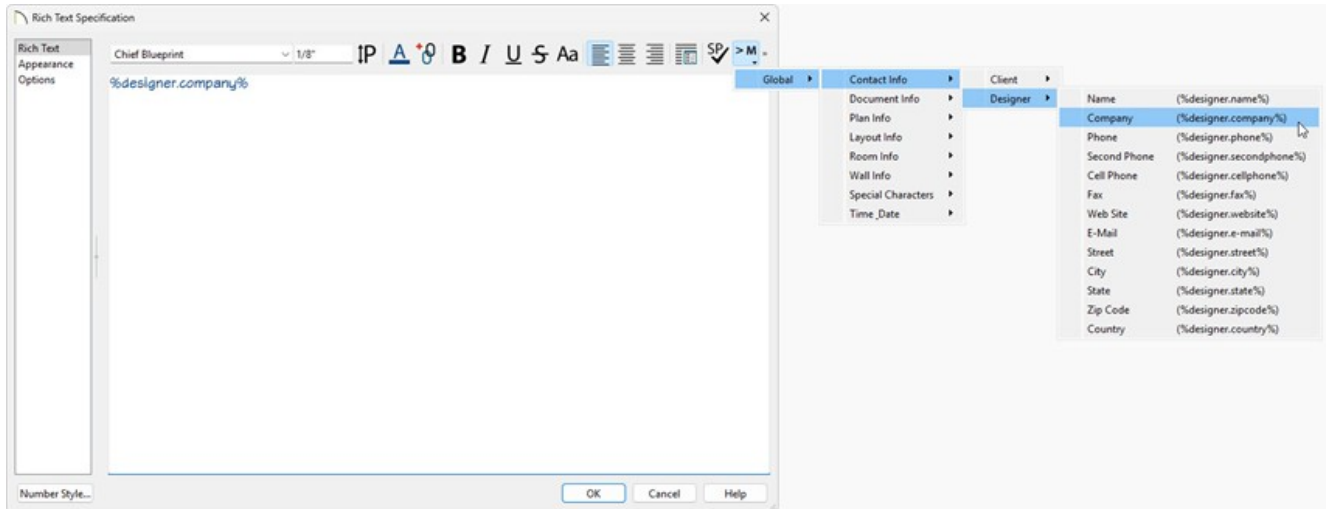 Rich Text Specification
Rich Text
Appearance
Options
Chief Blueprint
1/8"
%designer.company%
Global
Contact Info
Document Info
Plan Info
Layout Info
Room Info
Wall Info
Special Characters
Time_Date
Client
Designer
Name (%designer.name%)
Company (%designer.company%)
Phone (%designer.phone%)
Second Phone (%designer.secondphone%)
Cell Phone (%designer.cellphone%)
Fax (%designer.fax%)
Web Site (%designer.website%)
E-Mail (%designer.e-mail%)
Street (%designer.street%)
City (%designer.city%)
State (%designer.state%)
Zip Code (%designer.zipcode%)
Country (%designer.country%)
Number Style...
OK Cancel Help